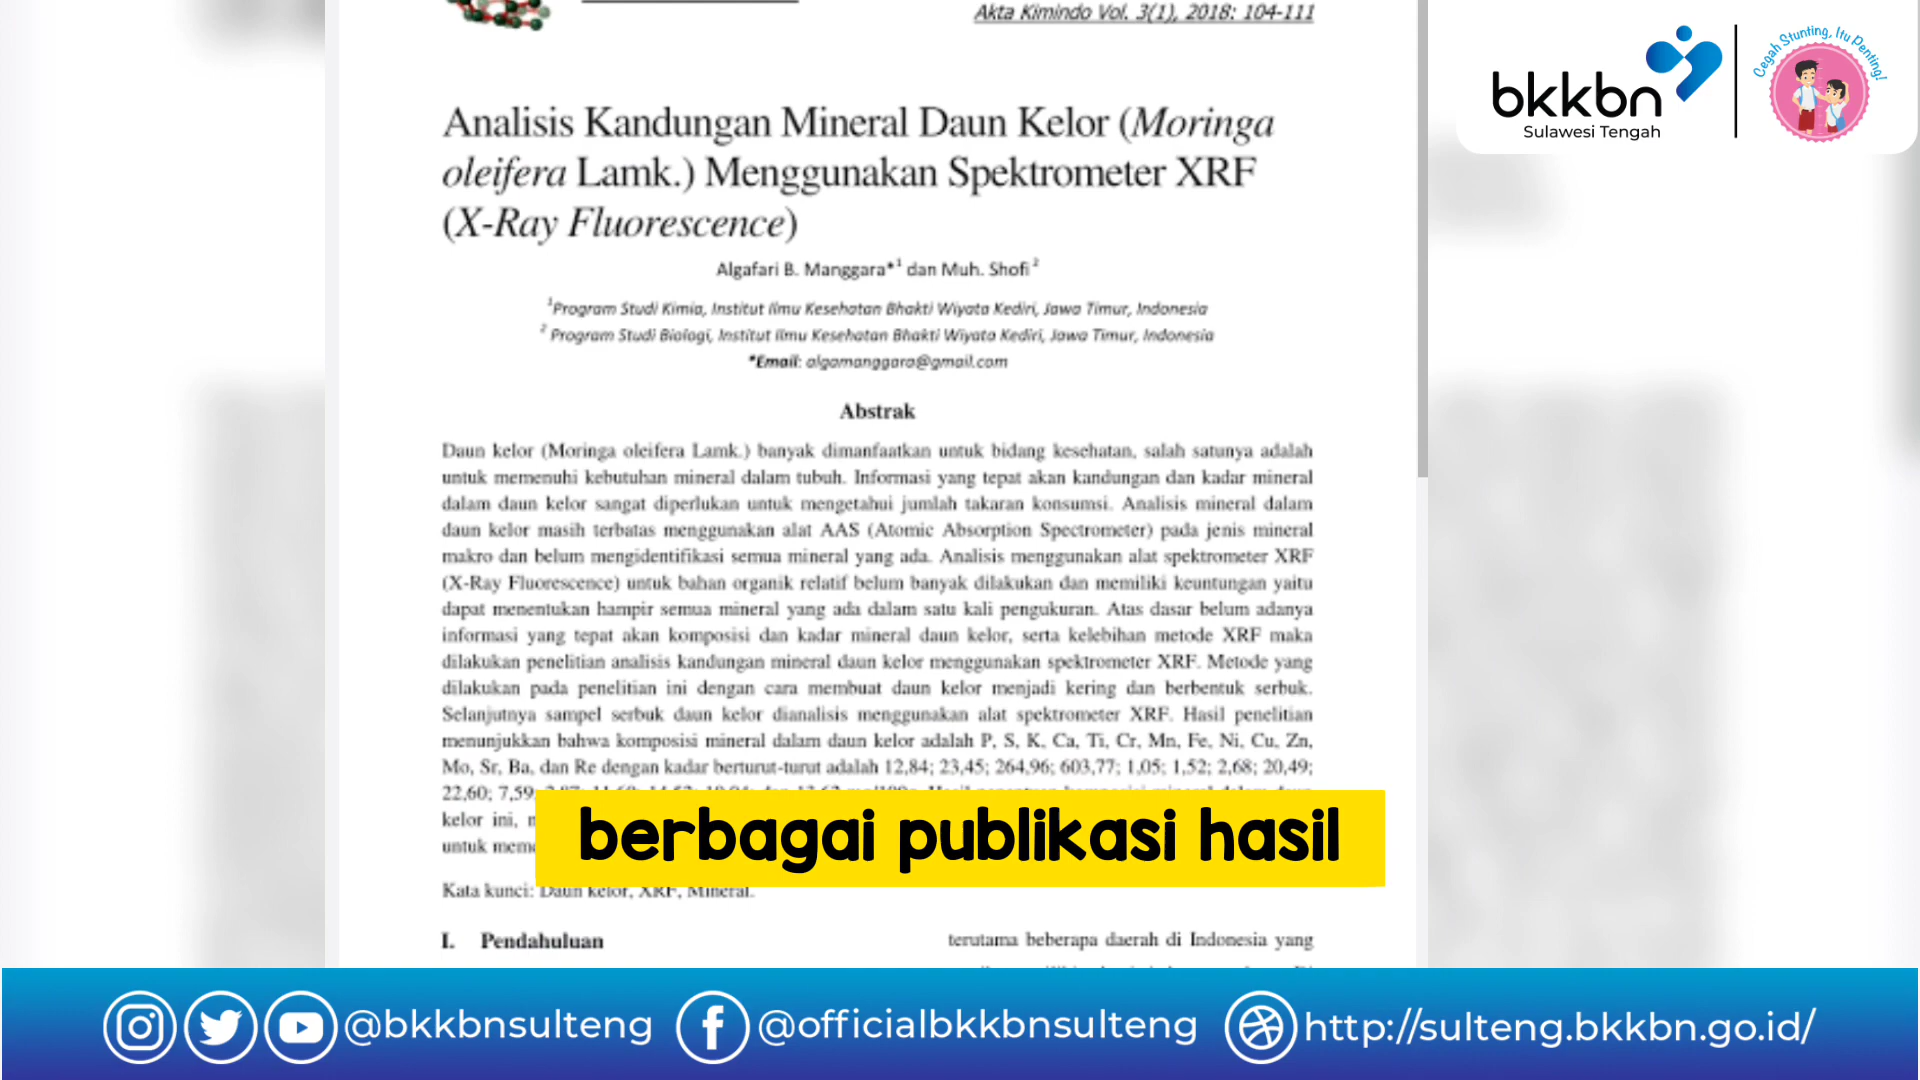 Akta Kimindo Vol. 3(1), 2018: 104-111
bkkbn
Sulawesi Tengah
Cegah Stunting, Itu Penting!
Analisis Kandungan Mineral Daun Kelor (Moringa
oleifera Lamk.) Menggunakan Spektrometer XRF
(X-Ray Fluorescence)
Algafari B. Manggara*1 dan Muh. Shofi 2
1Program Studi Kimia, Institut Ilmu Kesehatan Bhakti Wiyata Kediri, Jawa Timur, Indonesia
2 Program Studi Biologi, Institut Ilmu Kesehatan Bhakti Wiyata Kediri, Jawa Timur, Indonesia
*Email: algamanggara@gmail.com
Abstrak
Daun kelor (Moringa oleifera Lamk.) banyak dimanfaatkan untuk bidang kesehatan, salah satunya adalah
untuk memenuhi kebutuhan mineral dalam tubuh. Informasi yang tepat akan kandungan dan kadar mineral
dalam daun kelor sangat diperlukan untuk mengetahui jumlah takaran konsumsi. Analisis mineral dalam
daun kelor masih terbatas menggunakan alat AAS (Atomic Absorption Spectrometer) pada jenis mineral
makro dan belum mengidentifikasi semua mineral yang ada. Analisis menggunakan alat spektrometer XRF
(X-Ray Fluorescence) untuk bahan organik relatif belum banyak dilakukan dan memiliki keuntungan yaitu
dapat menentukan hampir semua mineral yang ada dalam satu kali pengukuran. Atas dasar belum adanya
informasi yang tepat akan komposisi dan kadar mineral daun kelor, serta kelebihan metode XRF maka
dilakukan penelitian analisis kandungan mineral daun kelor menggunakan spektrometer XRF. Metode yang
dilakukan pada penelitian ini dengan cara membuat daun kelor menjadi kering dan berbentuk serbuk.
Selanjutnya sampel serbuk daun kelor dianalisis menggunakan alat spektrometer XRF. Hasil penelitian
menunjukkan bahwa komposisi mineral dalam daun kelor adalah P, S, K, Ca, Ti, Cr, Mn, Fe, Ni, Cu, Zn,
Mo, Sr, Ba, dan Re dengan kadar berturut-turut adalah 12,84; 23,45; 264,96; 603,77; 1,05; 1,52; 2,68; 20,49;
22,60; 7,59;
kelor ini,
untuk
berbagai publikasi hasil
Kata kunci: Daun kelor, XRF, Mineral.
I. Pendahuluan
terutama beberapa daerah di Indonesia yang
@bkkbnsulteng
@officialbkkbnsulteng
http://sulteng.bkkbn.go.id/